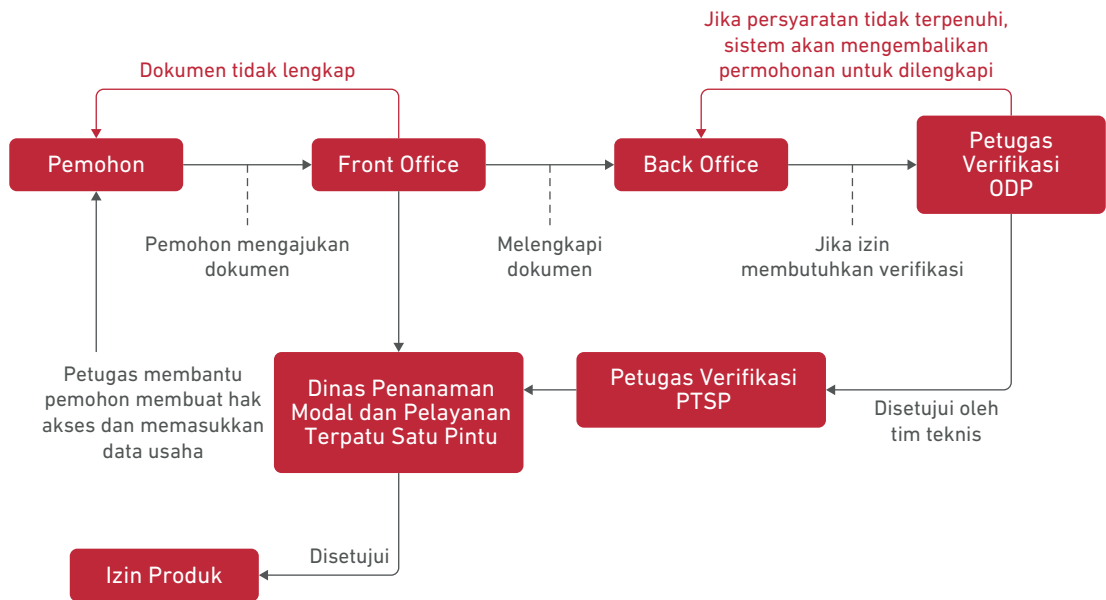 Jika persyaratan tidak terpenuhi,
sistem akan mengembalikan
permohonan untuk dilengkapi
Dokumen tidak lengkap
Pemohon
Front Office
Back Office
Petugas
Verifikasi
ODP
Pemohon mengajukan
dokumen
Melengkapi
dokumen
Jika izin
membutuhkan verifikasi
Petugas membantu
pemohon membuat hak
akses dan memasukkan
data usaha
Dinas Penanaman
Modal dan Pelayanan
Terpatu Satu Pintu
Petugas Verifikasi
PTSP
Disetujui oleh
tim teknis
Disetujui
Izin Produk